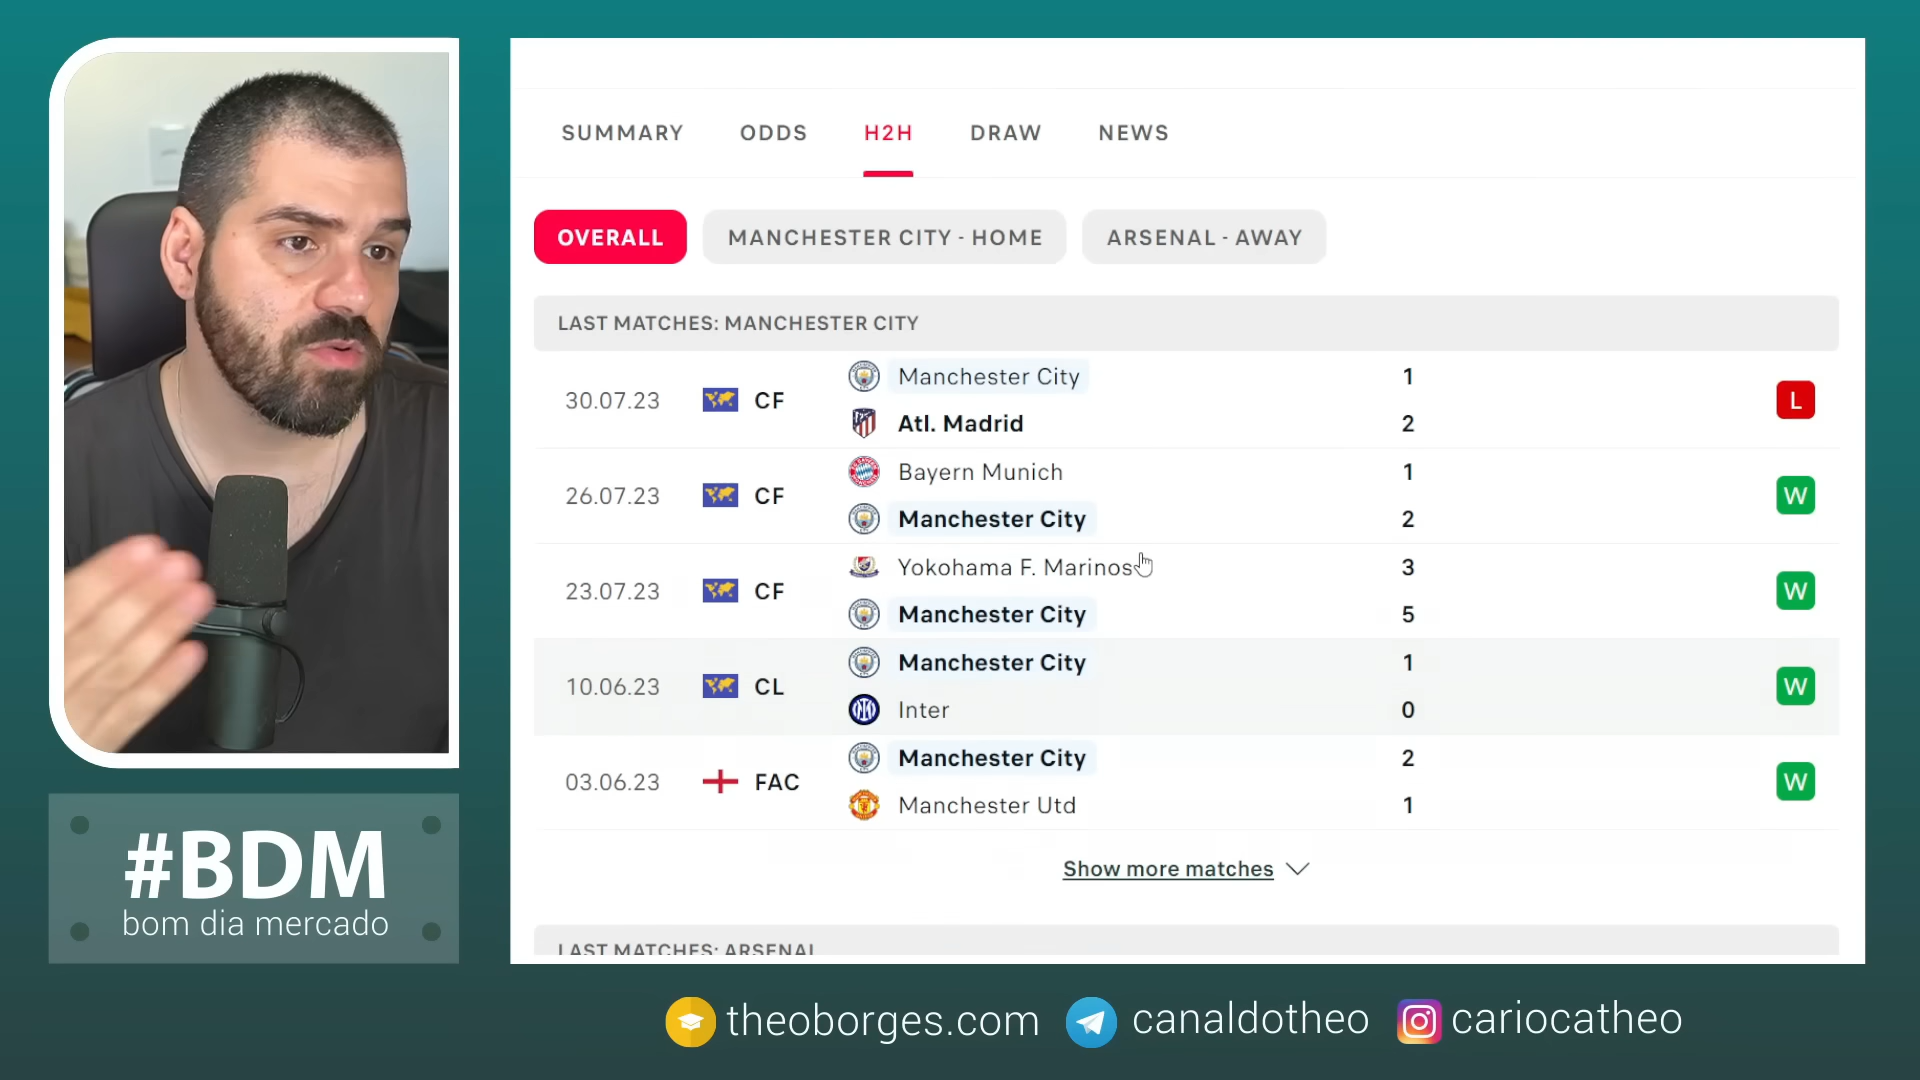 SUMMARY ODDS H2H DRAW NEWS
OVERALL MANCHESTER CITY - HOME ARSENAL - AWAY
LAST MATCHES: MANCHESTER CITY
30.07.23 CF Manchester City 1 L
Atl. Madrid 2
26.07.23 CF Bayern Munich 1 W
Manchester City 2
23.07.23 CF Yokohama F. Marinos 3 W
Manchester City 5
10.06.23 CL Manchester City 1 W
Inter 0
03.06.23 FAC Manchester City 2 W
Manchester Utd 1
Show more matches
LAST MATCHES: ARSENAL
#BDM
bom dia mercado
theoborges.com canaldotheo cariocatheo